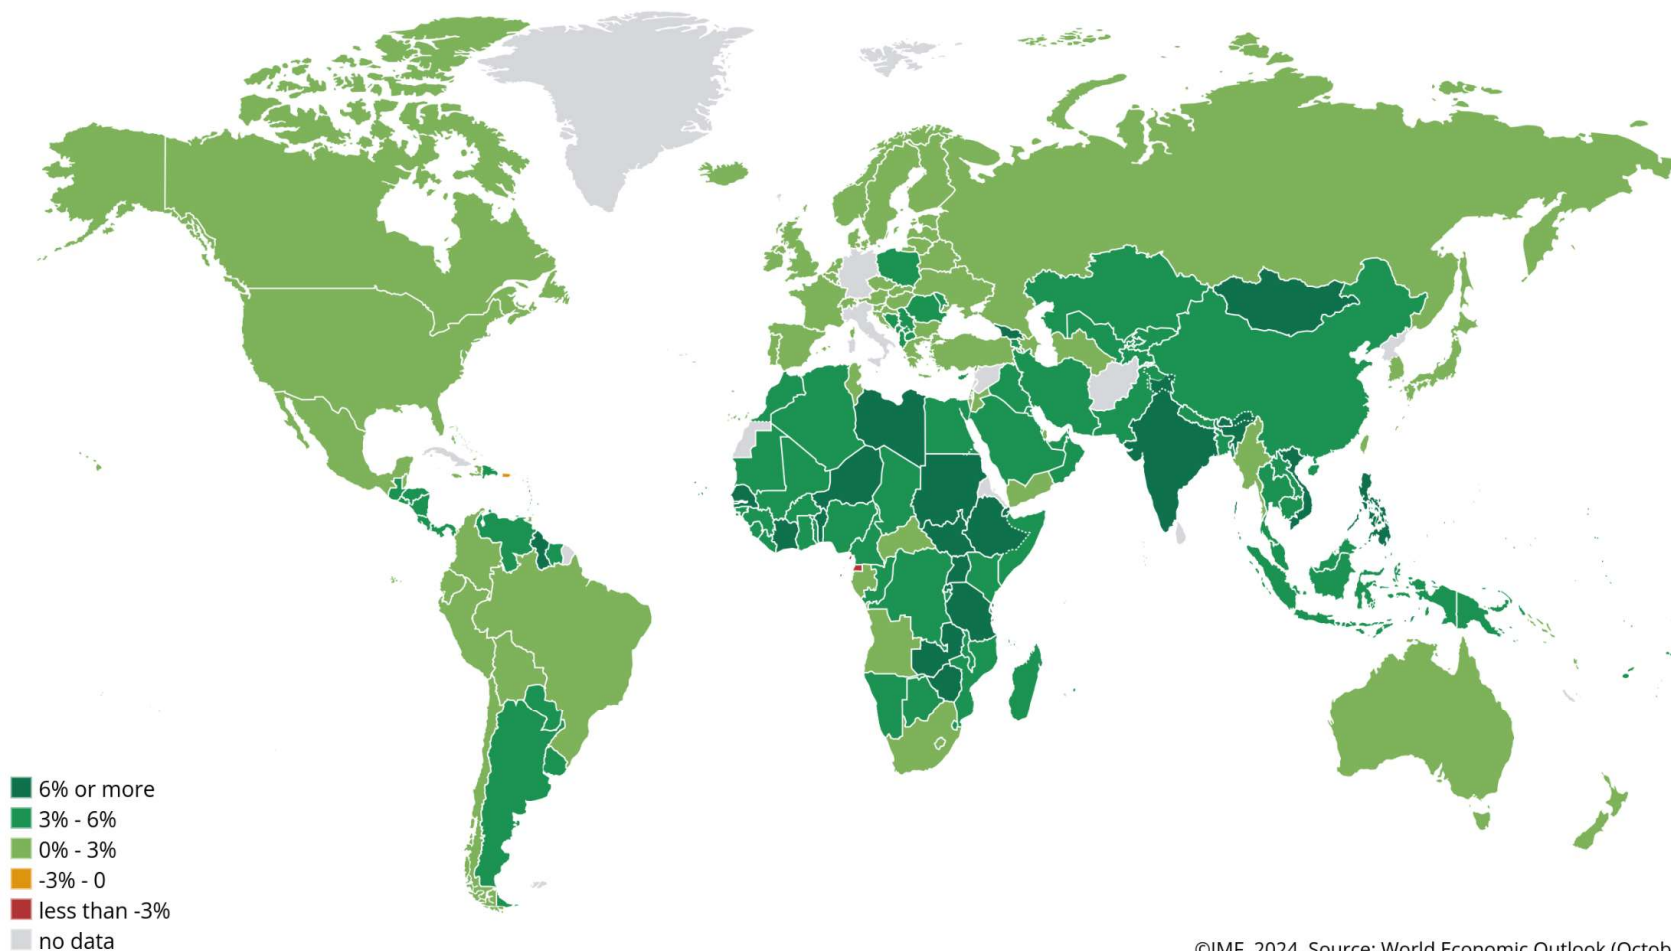 6% or more
3% - 6%
0% - 3%
-3% - 0
less than -3%
no data
©IMF, 2024, Source: World Economic Outlook (Octob